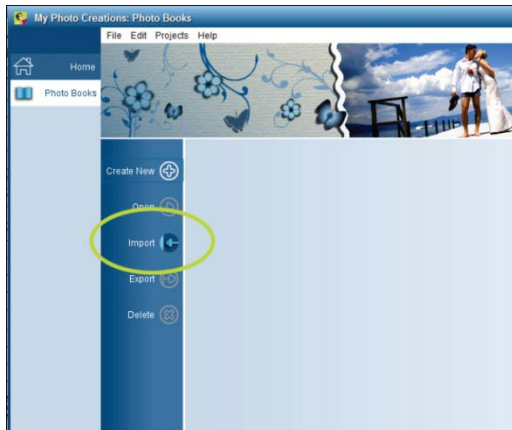 My Photo Creations: Photo Books
File Edit Projects Help
Home
Photo Books
Create New
Open
Import
Export
Delete